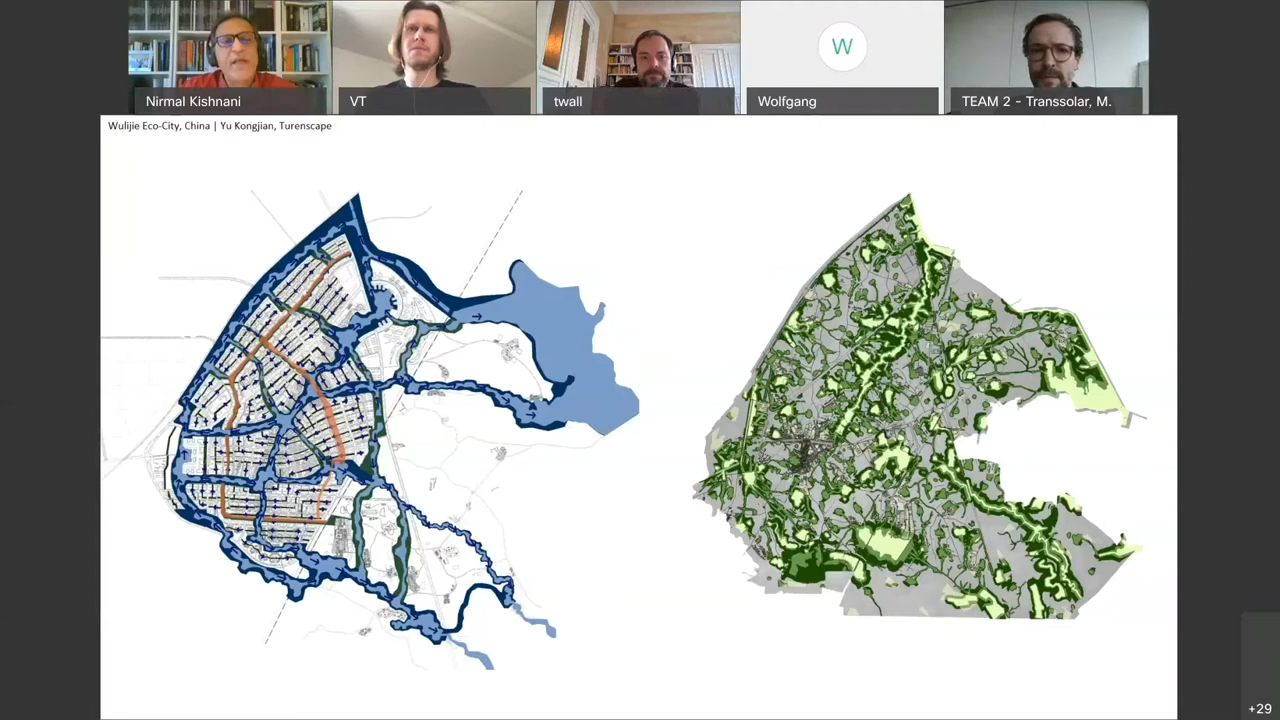 Nirmal Kishnani
VT
twall
W
Wolfgang
TEAM 2 - Transsolar, M.
Wulijie Eco-City, China | Yu Kongjian, Turenscape
+29